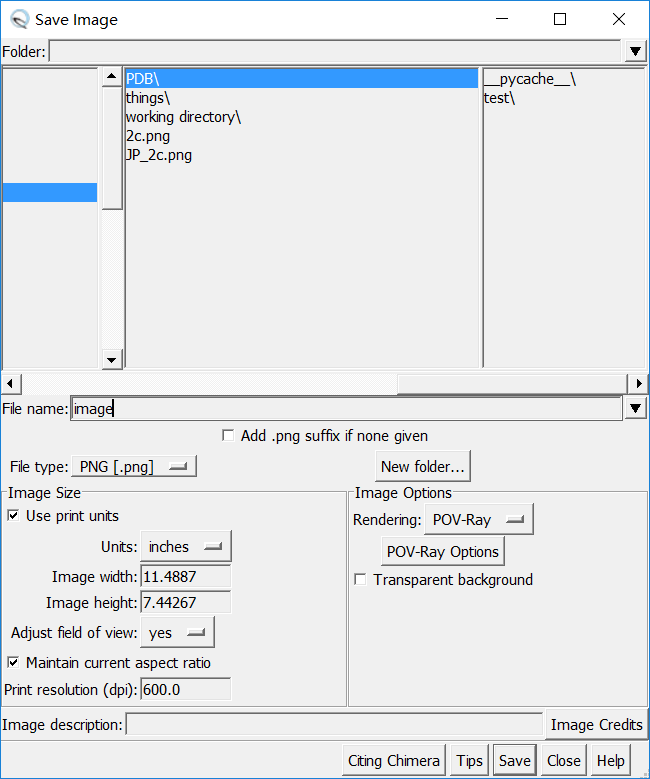 Save Image
Folder:
PDB\ __pycache__\
things\ test\
working directory\
2c.png
JP_2c.png
File name: image
Add .png suffix if none given
File type: PNG [.png] New folder...
Image Size Image Options
Use print units Rendering: POV-Ray
Units: inches POV-Ray Options
Image width: 11.4887 Transparent background
Image height: 7.44267
Adjust field of view: yes
Maintain current aspect ratio
Print resolution (dpi): 600.0
Image description: Image Credits
Citing Chimera Tips Save Close Help